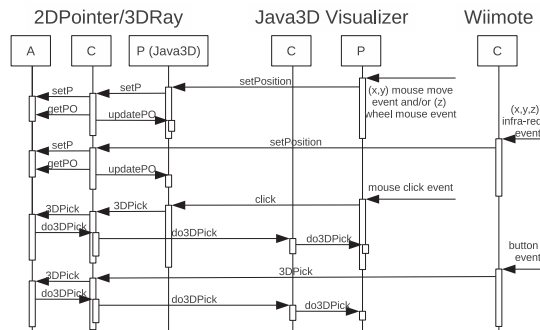 2DPointer/3DRay
Java3D Visualizer
Wiimote
A
C
P (Java3D)
C
P
C
setP
setP
setPosition
(x,y) mouse move
event and/or (z)
wheel mouse event
getPO
updatePO
(x,y,z)
infra-red
event
setP
setPosition
getPO
updatePO
mouse click event
3DPick
3DPick
click
do3DPick
do3DPick
do3DPick
button
event
3DPick
3DPick
do3DPick
do3DPick
do3DPick